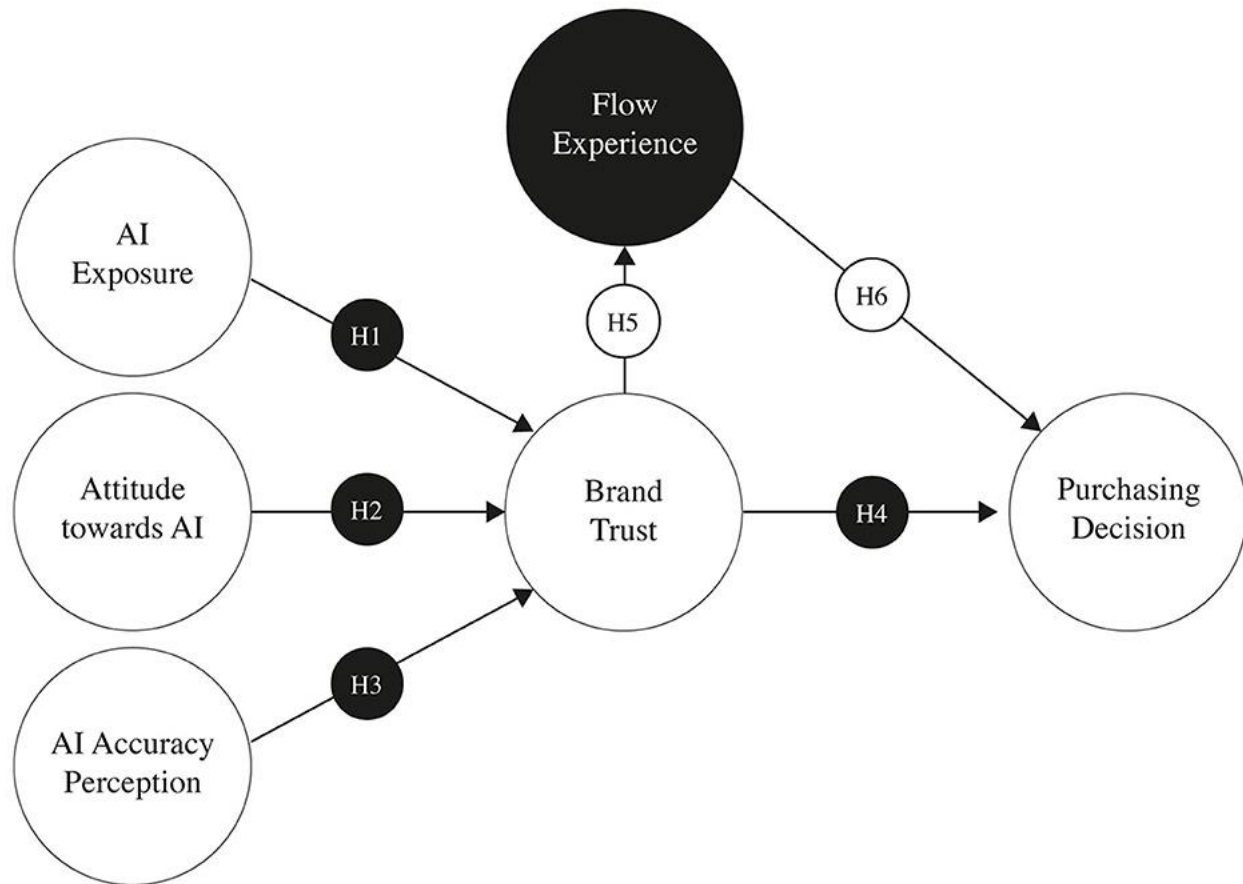 Flow
Experience
AI
Exposure
H1
H5
H6
Attitude
towards AI
H2
Brand
Trust
H4
Purchasing
Decision
H3
AI Accuracy
Perception